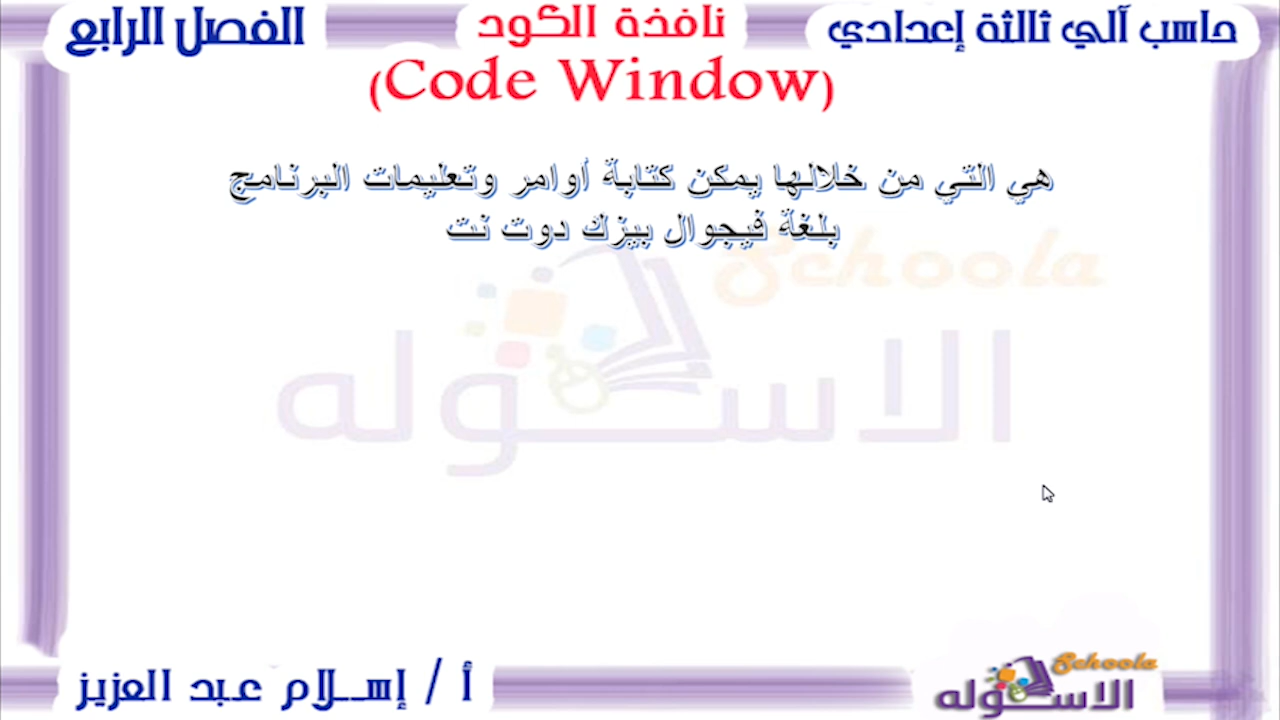 حاسب آلي ثالثة إعدادي
نافذة الكود
الفصل الرابع
(Code Window)
هي التي من خلالها يمكن كتابة أوامر وتعليمات البرنامج
بلغة فيجوال بيزك دوت نت
Schoola
الاسكوله
أ / إسلام عبد العزيز
Schoola
الاسكوله